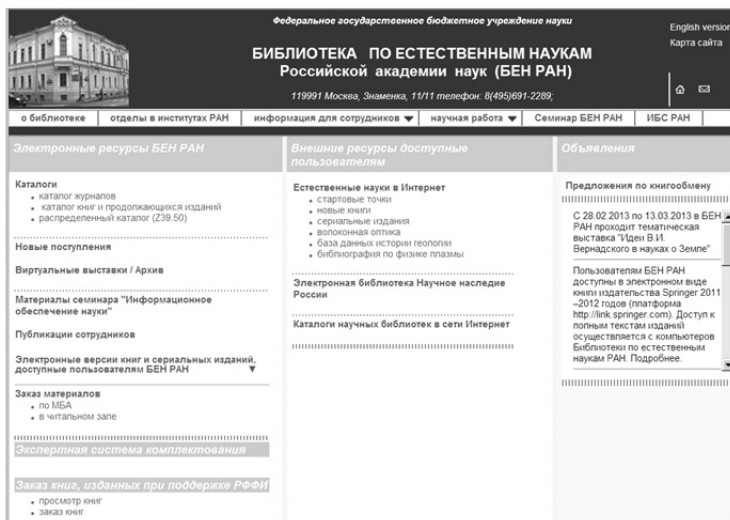 Федеральное государственное бюджетное учреждение науки
БИБЛИОТЕКА ПО ЕСТЕСТВЕННЫМ НАУКАМ
Российской академии наук (БЕН РАН)
119991 Москва, Знаменка, 11/11 телефон: 8(495)691-2289;
English version
Карта сайта
о библиотеке
отделы в институтах РАН
информация для сотрудников ▼
научная работа ▼
Семинар БЕН РАН
ИБС РАН
Электронные ресурсы БЕН РАН
Каталоги
каталог журналов
каталог книг и продолжающихся изданий
распределенный каталог (Z39.50)
Новые поступления
Виртуальные выставки / Архив
Материалы семинара "Информационное
обеспечение науки"
Публикации сотрудников
Электронные версии книг и сериальных изданий,
доступные пользователям БЕН РАН ▼
Заказ материалов
по МБА
в читальном зале
Экспертная система комплектования
Заказ книг, изданных при поддержке РФФИ
просмотр книг
заказ книг
Внешние ресурсы доступные
пользователям
Естественные науки в Интернет
стартовые точки
новые книги
сериальные издания
волоконная оптика
база данных истории геологии
библиография по физике плазмы
Электронная библиотека Научное наследие
России
Каталоги научных библиотек в сети Интернет
Объявления
Предложения по книгообмену
С 28.02.2013 по 13.03.2013 в БЕН
РАН проходит тематическая
выставка "Идеи В.И.
Вернадского в науках о Земле"
Пользователям БЕН РАН
доступны в электронном виде
книги издательства Springer 2011
–2012 годов (платформа
http://link.springer.com). Доступ к
полным текстам изданий
осуществляется с компьютеров
Библиотеки по естественным
наукам РАН. Подробнее.